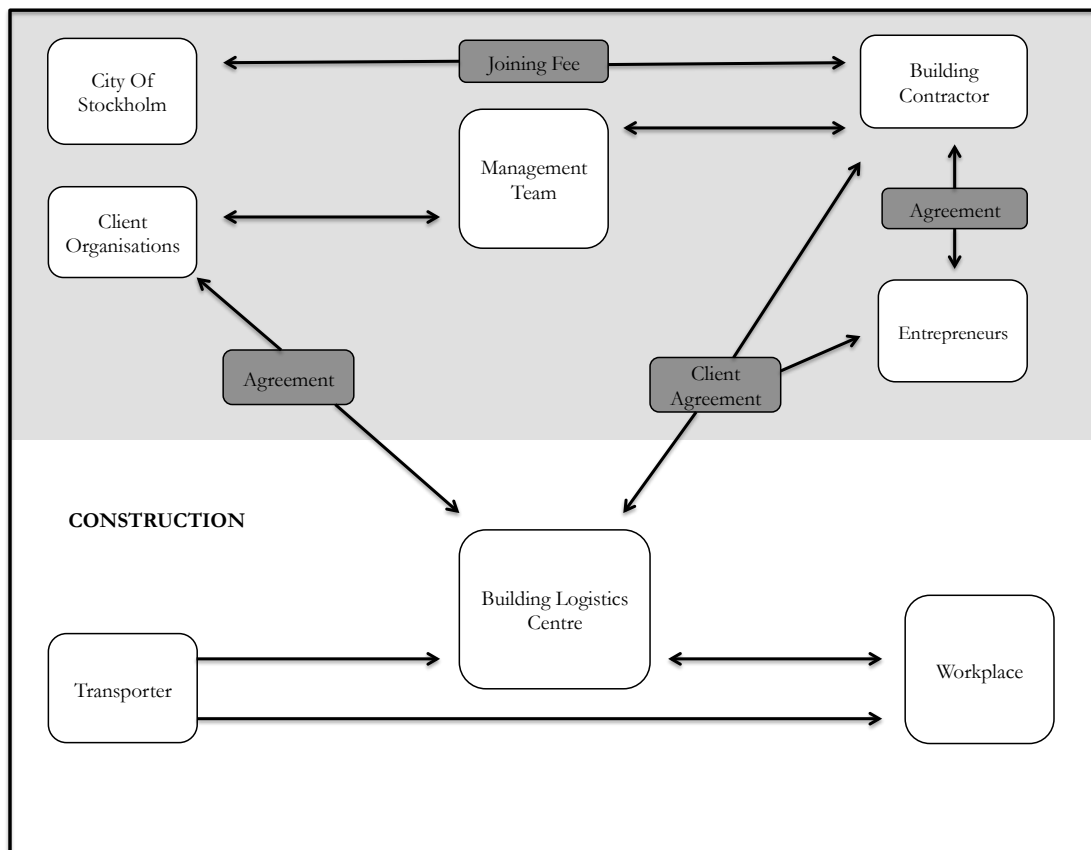 City Of
Stockholm
Joining Fee
Building
Contractor
Management
Team
Client
Organisations
Agreement
Entrepreneurs
Agreement
Client
Agreement
CONSTRUCTION
Building Logistics
Centre
Transporter
Workplace